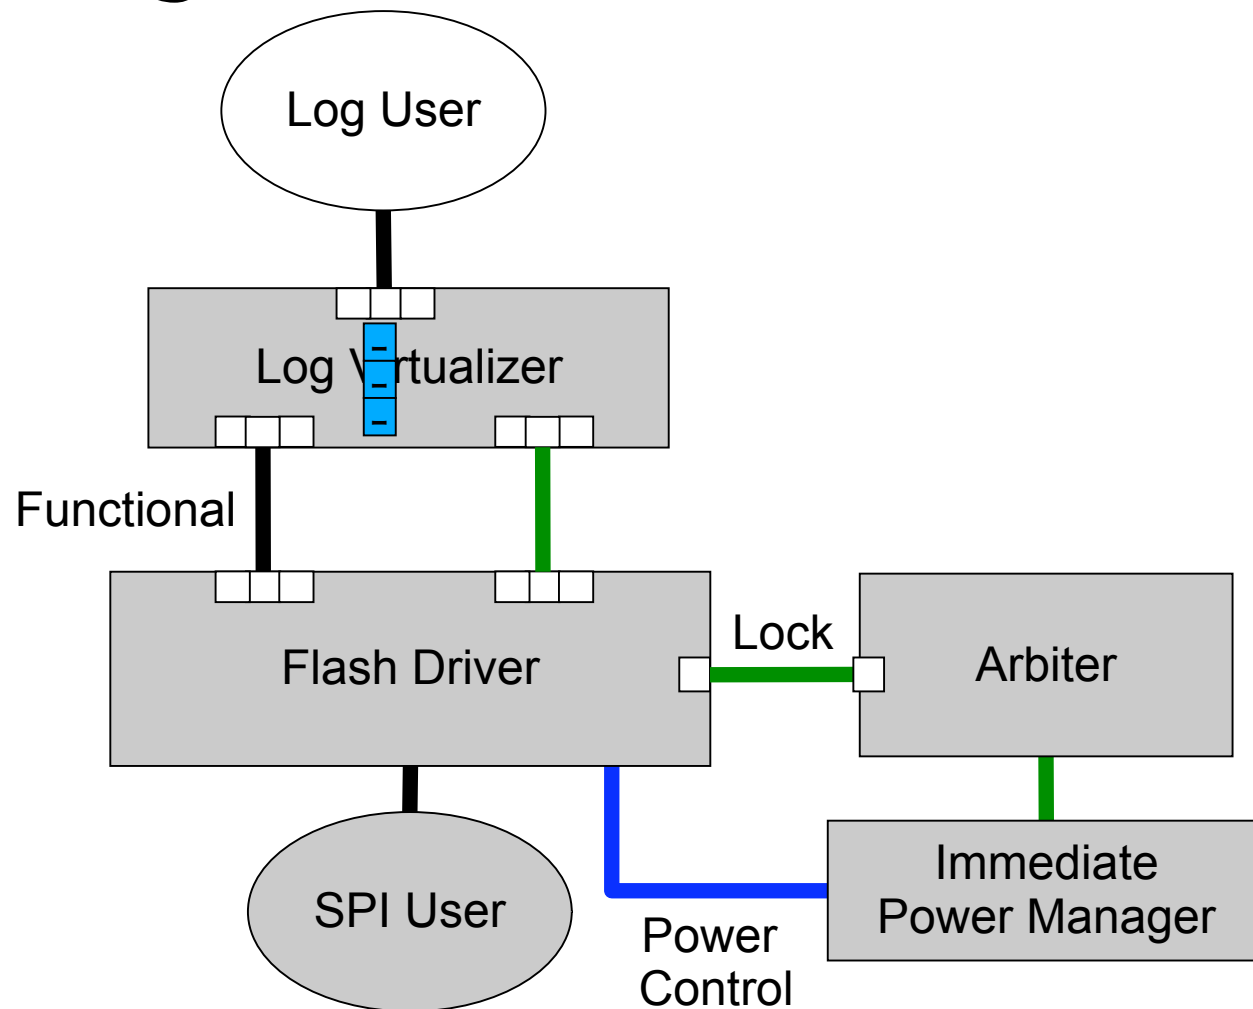 Log User
Log Virtualizer
-
-
-
Functional
Lock
Flash Driver
Arbiter
Immediate
Power Manager
SPI User
Power
Control